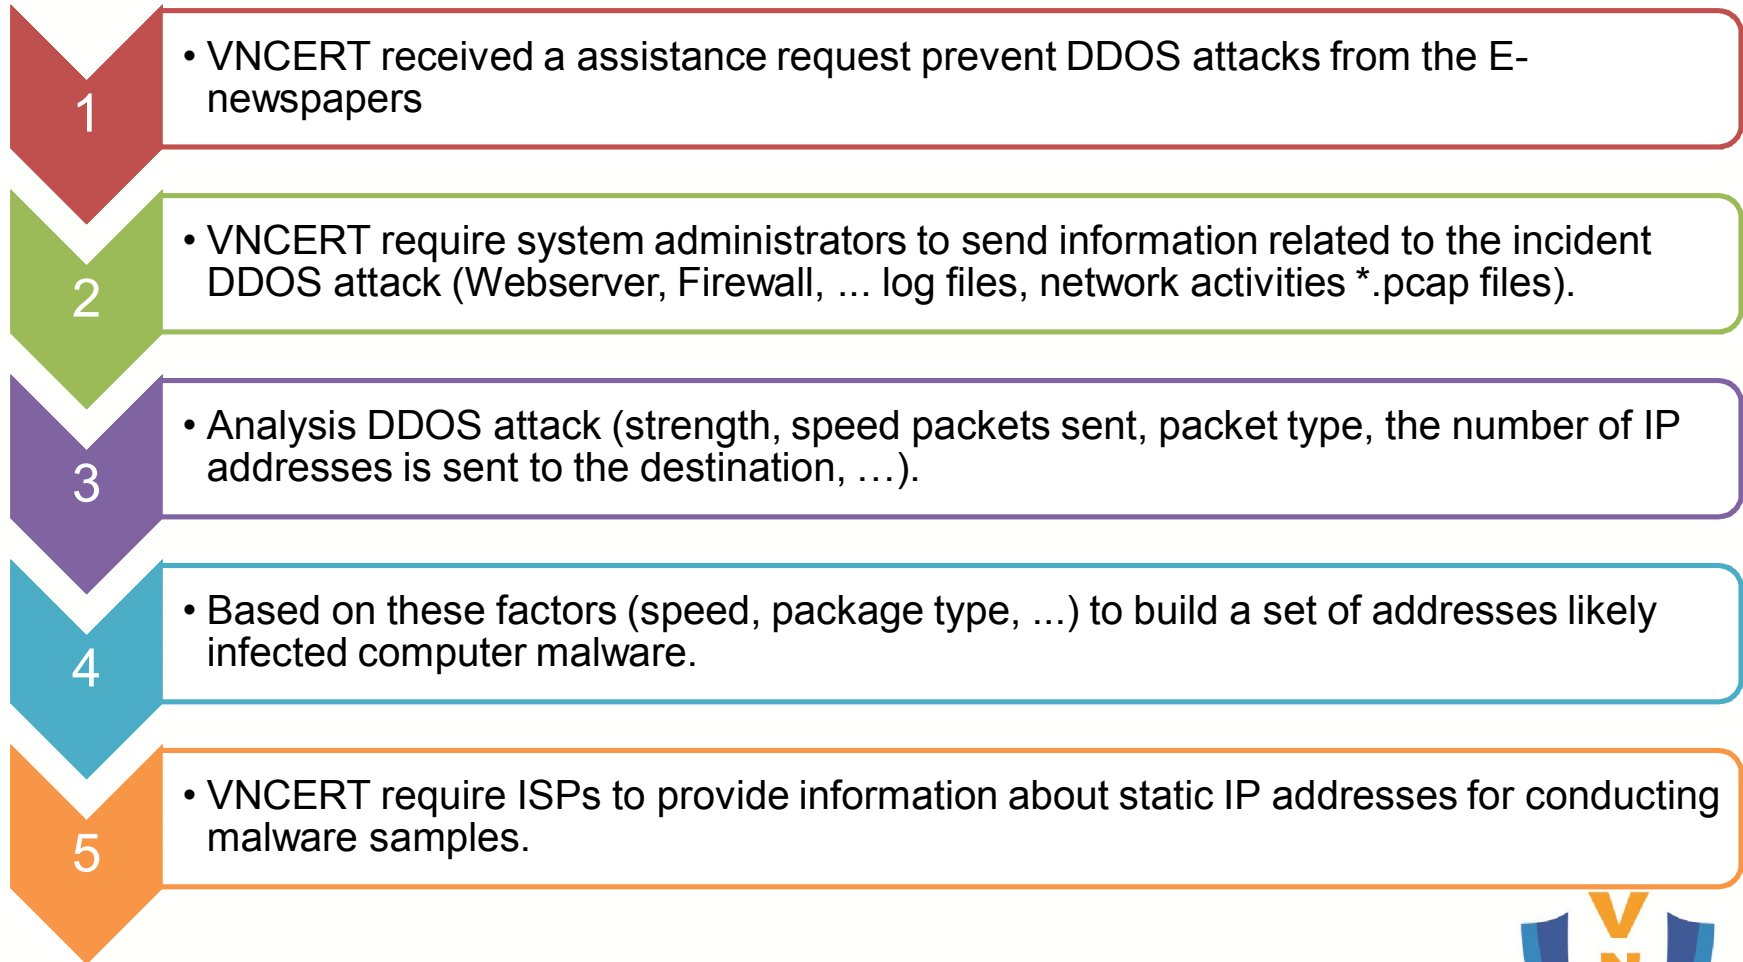 1
• VNCERT received a assistance request prevent DDOS attacks from the E-
newspapers
2
• VNCERT require system administrators to send information related to the incident
DDOS attack (Webserver, Firewall, ... log files, network activities *.pcap files).
3
• Analysis DDOS attack (strength, speed packets sent, packet type, the number of IP
addresses is sent to the destination, …).
4
• Based on these factors (speed, package type, ...) to build a set of addresses likely
infected computer malware.
5
• VNCERT require ISPs to provide information about static IP addresses for conducting
malware samples.
V
N